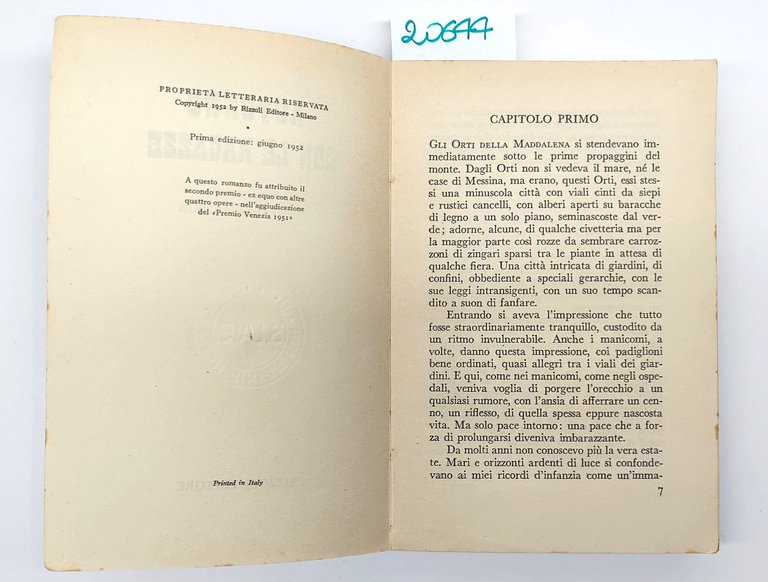 20644
PROPRIETÀ LETTERARIA RISERVATA
Copyright 1952 by Rizzoli Editore - Milano
•
Prima edizione: giugno 1952
A questo romanzo fu attribuito il
secondo premio - ex equo con altre
quattro opere - nell'aggiudicazione
del «Premio Venezia 1951»
Printed in Italy
CAPITOLO PRIMO
Gli Orti della Maddalena si stendevano im-
mediatamente sotto le prime propaggini del
monte. Dagli Orti non si vedeva il mare, né le
case di Messina, ma erano, questi Orti, essi stes-
si una minuscola città con viali cinti da siepi
e rustici cancelli, con alberi aperti su baracche
di legno a un solo piano, seminascoste dal ver-
de; adorne, alcune, di qualche civetteria ma per
la maggior parte così rozze da sembrare carroz-
zoni di zingari sparsi tra le piante in attesa di
qualche fiera. Una città intricata di giardini, di
confini, obbediente a speciali gerarchie, con le
sue leggi intransigenti, con un suo tempo scan-
dito a suon di fanfare.
Entrando si aveva l'impressione che tutto
fosse straordinariamente tranquillo, custodito da
un ritmo invulnerabile. Anche i manicomi, a
volte, danno questa impressione, coi padiglioni
bene ordinati, quasi allegri tra i viali dei giar-
dini. E qui, come nei manicomi, come negli ospe-
dali, veniva voglia di porgere l'orecchio a un
qualsiasi rumore, con l'ansia di afferrare un cen-
no, un riflesso, di quella spessa eppure nascosta
vita. Ma solo pace intorno: una pace che a
forza di prolungarsi diveniva imbarazzante.
Da molti anni non conoscevo più la vera esta-
te. Mari e orizzonti ardenti di luce si confonde-
vano ai miei ricordi d'infanzia come un'imma-
7